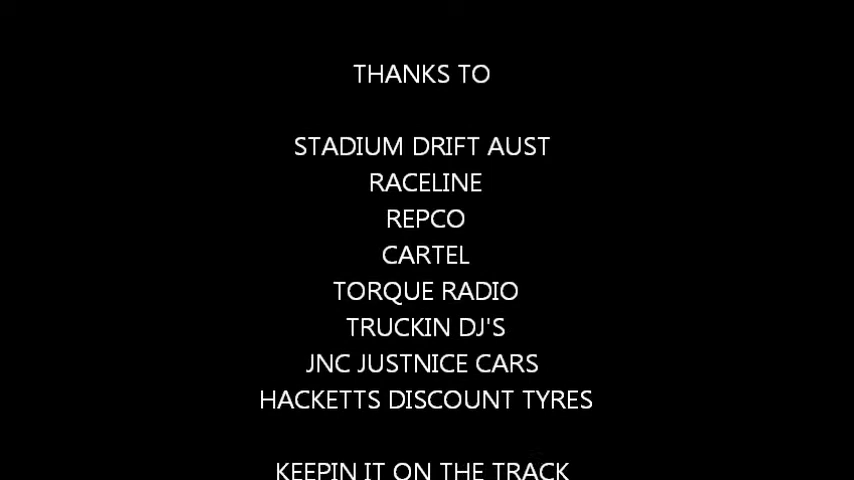 THANKS TO
STADIUM DRIFT AUST
RACELINE
REPCO
CARTEL
TORQUE RADIO
TRUCKIN DJ'S
JNC JUSTNICE CARS
HACKETTS DISCOUNT TYRES
KEEPIN IT ON THE TRACK